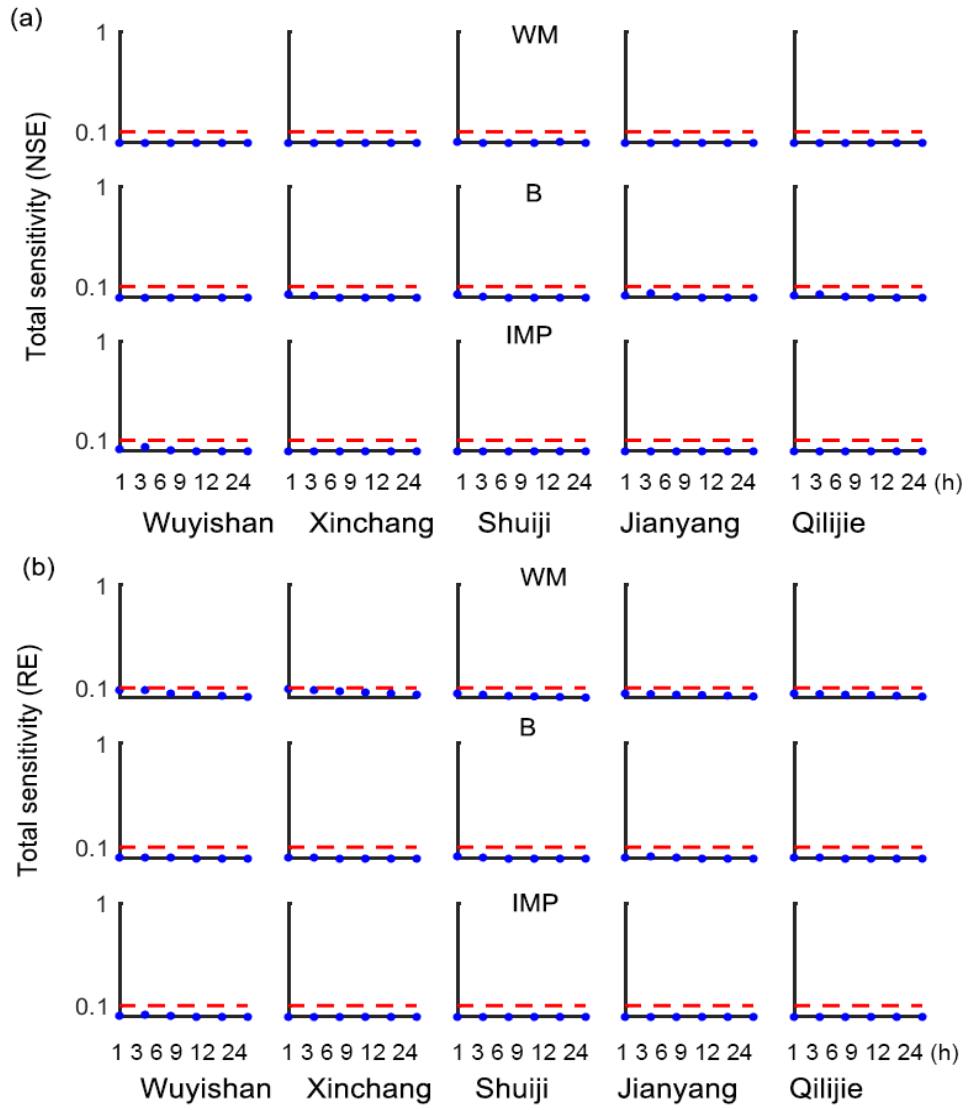 (a)
WM
1
0.1
B
1
0.1
IMP
1
0.1
Total sensitivity (NSE)
1 3 6 9 12 24 1 3 6 9 12 24 1 3 6 9 12 24 1 3 6 9 12 24 1 3 6 9 12 24 (h)
Wuyishan Xinchang Shuiji Jianyang Qilijie
(b)
WM
1
0.1
B
1
0.1
IMP
1
0.1
Total sensitivity (RE)
1 3 6 9 12 24 1 3 6 9 12 24 1 3 6 9 12 24 1 3 6 9 12 24 1 3 6 9 12 24 (h)
Wuyishan Xinchang Shuiji Jianyang Qilijie